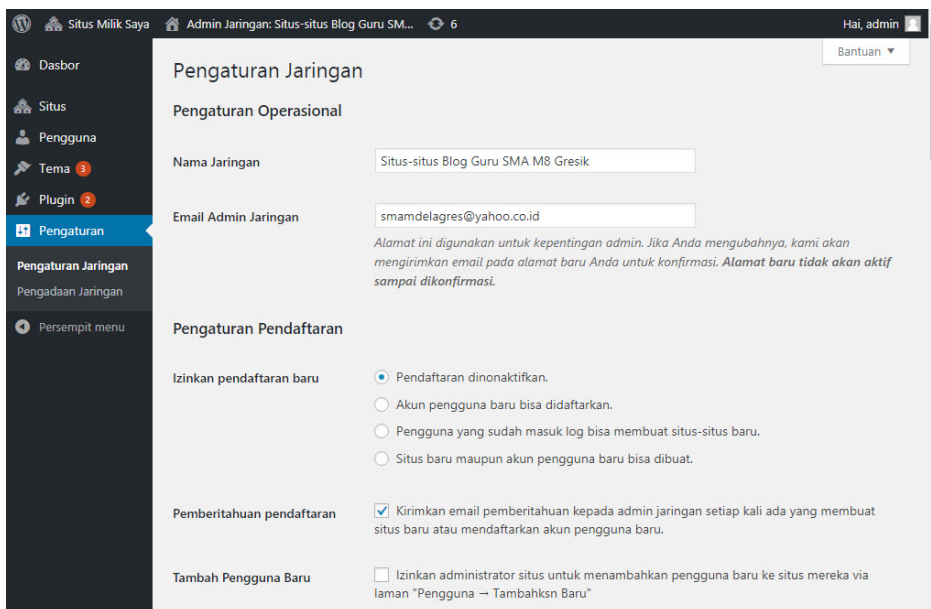 Situs Milik Saya Admin Jaringan: Situs-situs Blog Guru SM... 6 Hai, admin
Bantuan ▼
Dasbor
Situs
Pengguna
Tema 3
Plugin 2
Pengaturan
Pengaturan Jaringan
Pengadaan Jaringan
Persempit menu
Pengaturan Jaringan
Pengaturan Operasional
Nama Jaringan Situs-situs Blog Guru SMA M8 Gresik
Email Admin Jaringan smamdelagres@yahoo.co.id
Alamat ini digunakan untuk kepentingan admin. Jika Anda mengubahnya, kami akan
mengirimkan email pada alamat baru Anda untuk konfirmasi. Alamat baru tidak akan aktif
sampai dikonfirmasi.
Pengaturan Pendaftaran
Izinkan pendaftaran baru Pendaftaran dinonaktifkan.
Akun pengguna baru bisa didaftarkan.
Pengguna yang sudah masuk log bisa membuat situs-situs baru.
Situs baru maupun akun pengguna baru bisa dibuat.
Pemberitahuan pendaftaran Kirimkan email pemberitahuan kepada admin jaringan setiap kali ada yang membuat
situs baru atau mendaftarkan akun pengguna baru.
Tambah Pengguna Baru Izinkan administrator situs untuk menambahkan pengguna baru ke situs mereka via
laman "Pengguna → Tambahksn Baru"